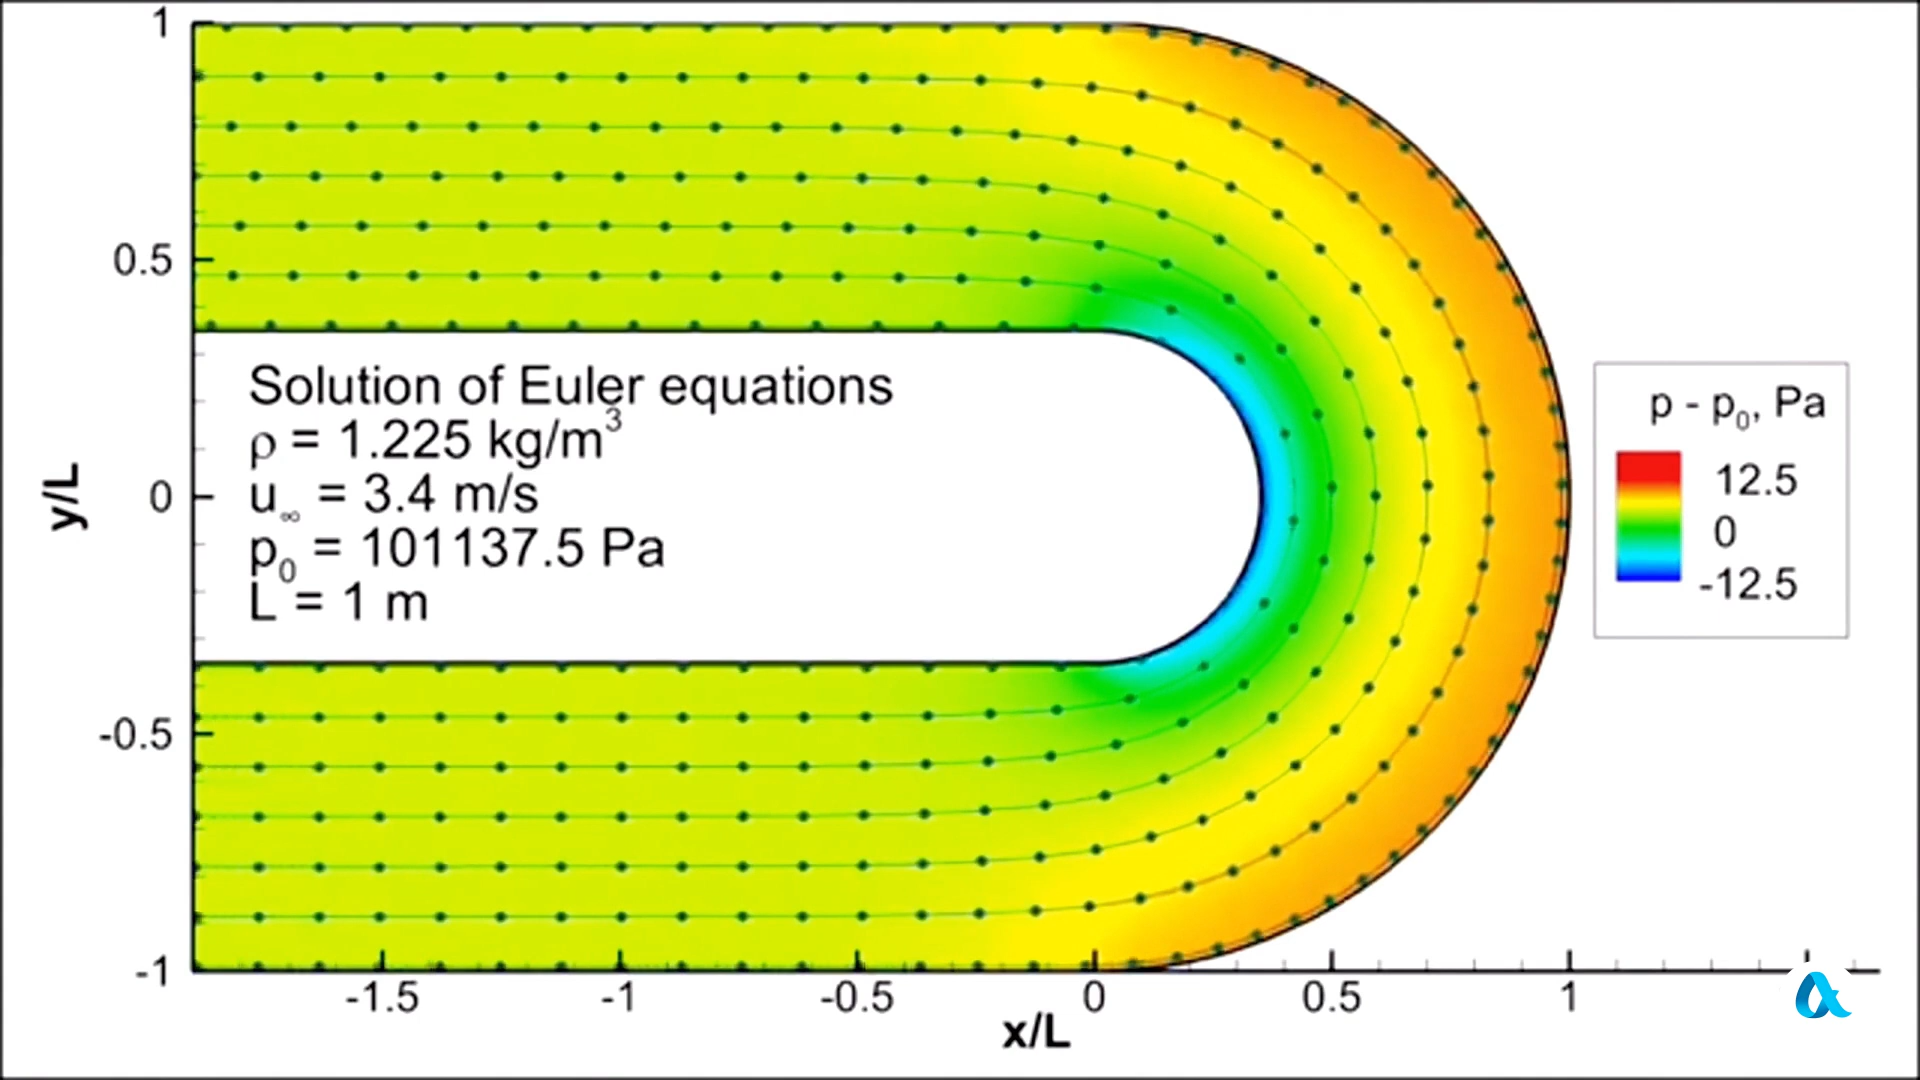 1
0.5
0
-0.5
-1
y/L
Solution of Euler equations
ρ = 1.225 kg/m³
u∞ = 3.4 m/s
p₀ = 101137.5 Pa
L = 1 m
p - p₀, Pa
12.5
0
-12.5
-1.5 -1 -0.5 0 0.5 1
x/L